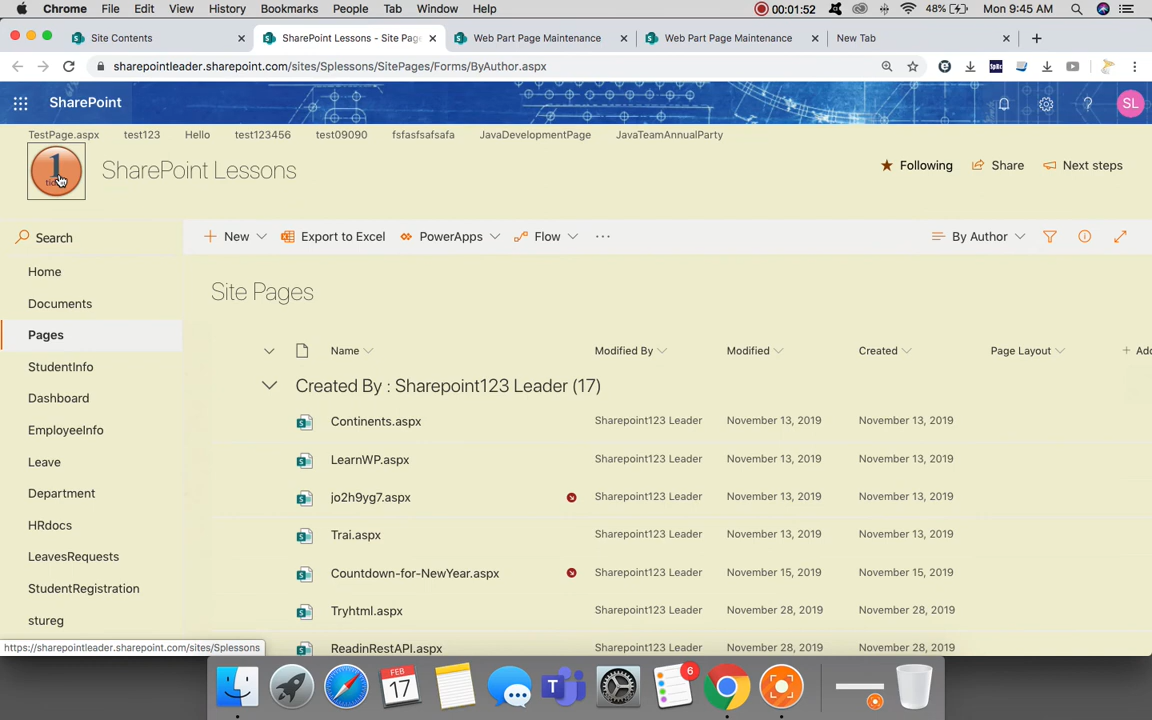 Chrome File Edit View History Bookmarks People Tab Window Help 00:01:52 48% Mon 9:45 AM
Site Contents SharePoint Lessons - Site Page Web Part Page Maintenance Web Part Page Maintenance New Tab
sharepointleader.sharepoint.com/sites/Splessons/SitePages/Forms/ByAuthor.aspx
SharePoint SL
TestPage.aspx test123 Hello test123456 test09090 fsfasfsafsafa JavaDevelopmentPage JavaTeamAnnualParty
1
SharePoint Lessons Following Share Next steps
Search New Export to Excel PowerApps Flow ··· By Author
Home
Site Pages
Documents
Pages
Name Modified By Modified Created Page Layout + Add
StudentInfo
Created By : Sharepoint123 Leader (17)
Dashboard
Continents.aspx Sharepoint123 Leader November 13, 2019 November 13, 2019
EmployeeInfo
LearnWP.aspx Sharepoint123 Leader November 13, 2019 November 13, 2019
Leave
jo2h9yg7.aspx Sharepoint123 Leader November 13, 2019 November 13, 2019
Department
HRdocs
Trai.aspx Sharepoint123 Leader November 13, 2019 November 13, 2019
LeavesRequests
Countdown-for-NewYear.aspx Sharepoint123 Leader November 15, 2019 November 15, 2019
StudentRegistration
Tryhtml.aspx Sharepoint123 Leader November 28, 2019 November 28, 2019
stureg
ReadinRestAPI.aspx Sharepoint123 Leader November 28, 2019 November 28, 2019
https://sharepointleader.sharepoint.com/sites/Splessons
FEB
17
6